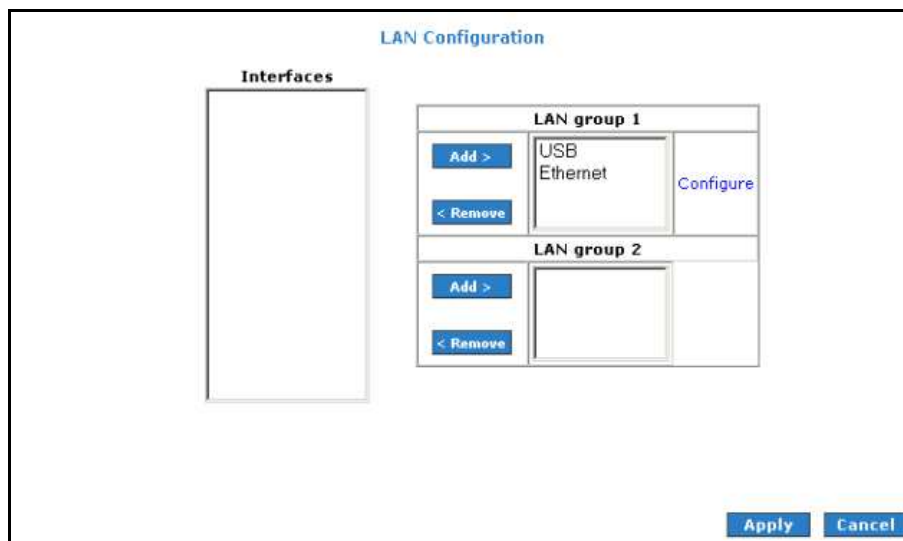 LAN Configuration
Interfaces
LAN group 1
Add >
USB
Ethernet
Configure
< Remove
LAN group 2
Add >
< Remove
Apply
Cancel